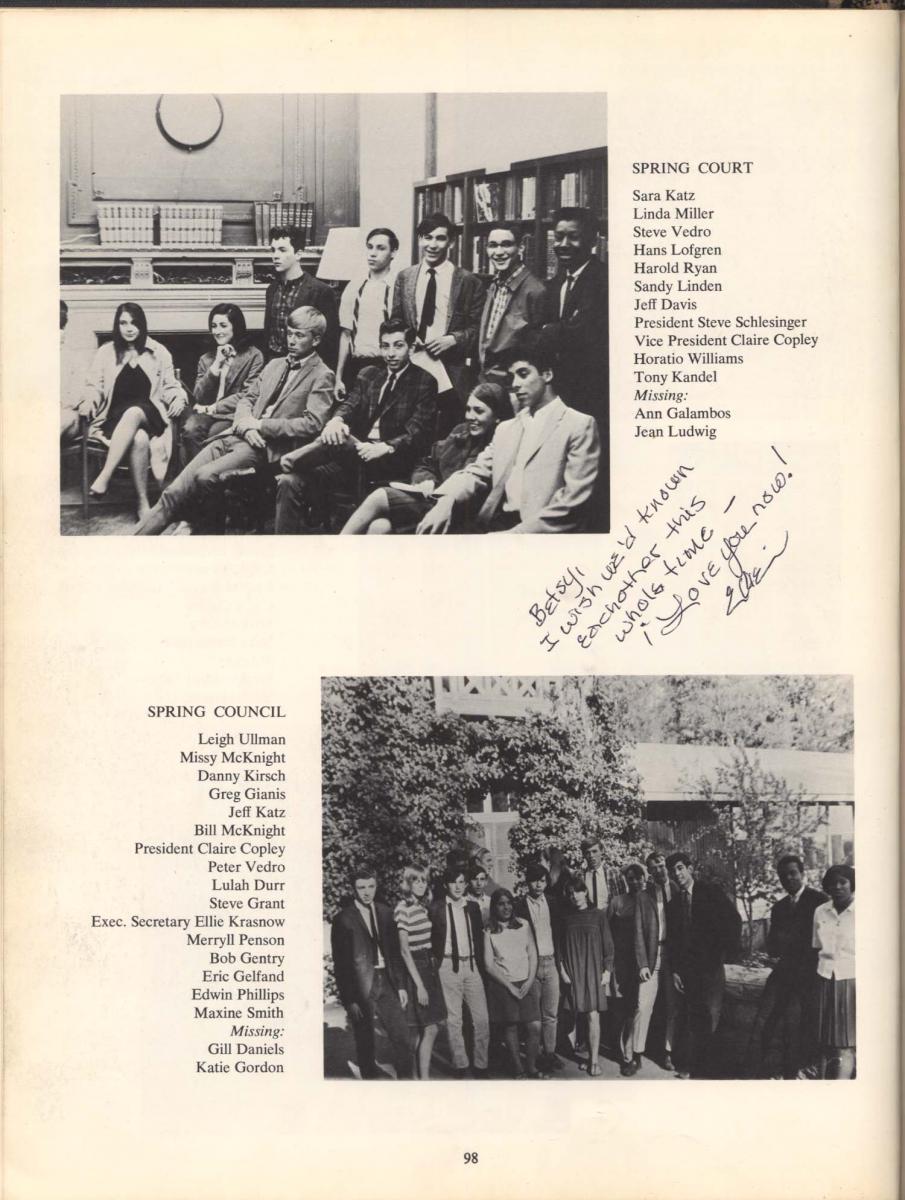 SPRING COURT
Sara Katz
Linda Miller
Steve Vedro
Hans Lofgren
Harold Ryan
Sandy Linden
Jeff Davis
President Steve Schlesinger
Vice President Claire Copley
Horatio Williams
Tony Kandel
Missing:
Ann Galambos
Jean Ludwig
Betsy,
I wish we'd known
eachother this
whole time –
I Love you now!
Ellie
SPRING COUNCIL
Leigh Ullman
Missy McKnight
Danny Kirsch
Greg Gianis
Jeff Katz
Bill McKnight
President Claire Copley
Peter Vedro
Lulah Durr
Steve Grant
Exec. Secretary Ellie Krasnow
Merryll Penson
Bob Gentry
Eric Gelfand
Edwin Phillips
Maxine Smith
Missing:
Gill Daniels
Katie Gordon
98